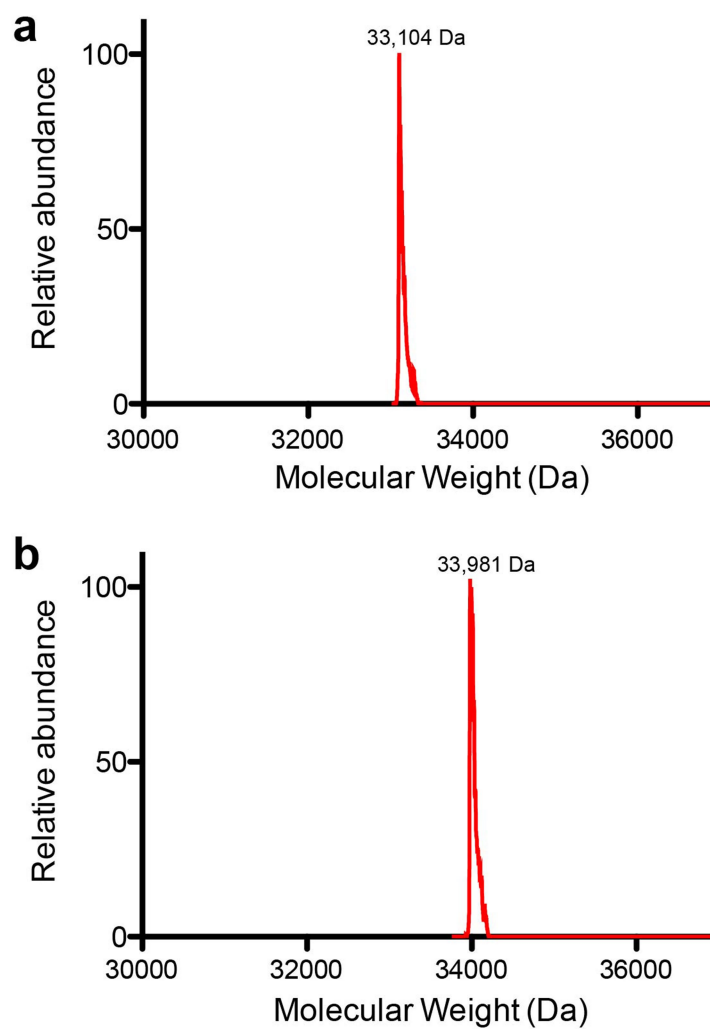 a
33,104 Da
100
50
0
Relative abundance
30000 32000 34000 36000
Molecular Weight (Da)
b
33,981 Da
100
50
0
Relative abundance
30000 32000 34000 36000
Molecular Weight (Da)